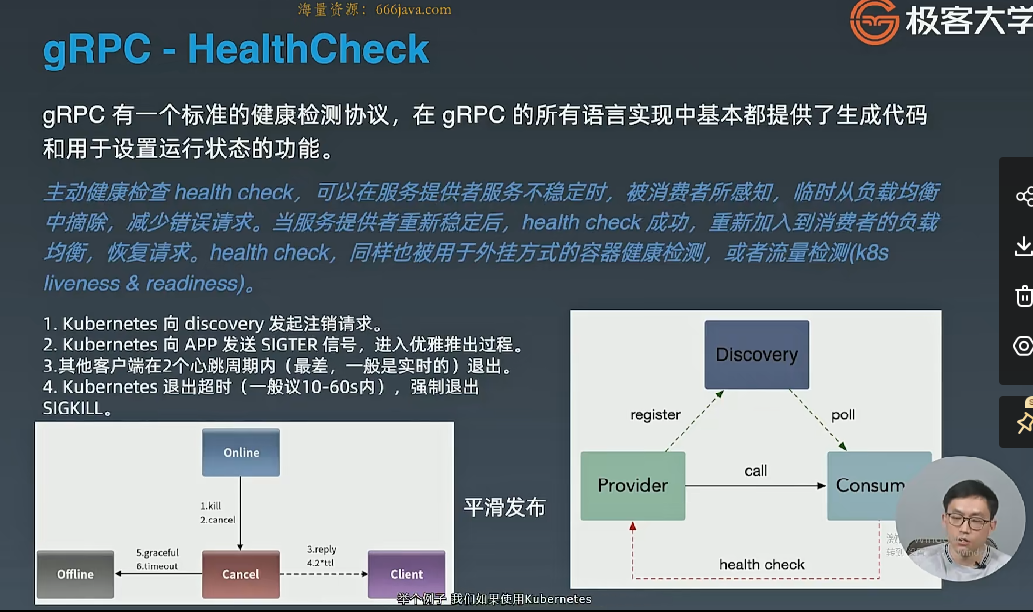 海量资源：666java.com
极客大学
gRPC - HealthCheck
gRPC 有一个标准的健康检测协议，在 gRPC 的所有语言实现中基本都提供了生成代码
和用于设置运行状态的功能。
主动健康检查 health check，可以在服务提供者服务不稳定时，被消费者所感知，临时从负载均衡
中摘除，减少错误请求。当服务提供者重新稳定后，health check 成功，重新加入到消费者的负载
均衡，恢复请求。health check，同样也被用于外挂方式的容器健康检测，或者流量检测(k8s
liveness & readiness)。
1. Kubernetes 向 discovery 发起注销请求。
2. Kubernetes 向 APP 发送 SIGTER 信号，进入优雅推出过程。
3.其他客户端在2个心跳周期内（最差，一般是实时的）退出。
4. Kubernetes 退出超时（一般议10-60s内），强制退出
SIGKILL。
Online
1.kill
2.cancel
5.graceful
6.timeout
3.reply
4.2*ttl
Offline
Cancel
Client
平滑发布
Discovery
register
poll
Provider
call
Consum
health check
举个例子 我们如果使用Kubernetes